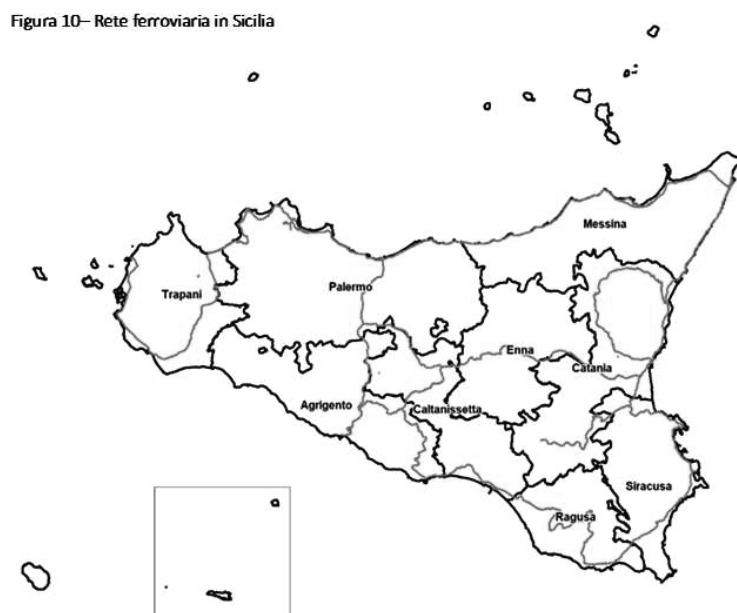 Figura 10– Rete ferroviaria in Sicilia
Messina
Palermo
Trapani
Enna
Catania
Agrigento
Caltanissetta
Siracusa
Ragusa